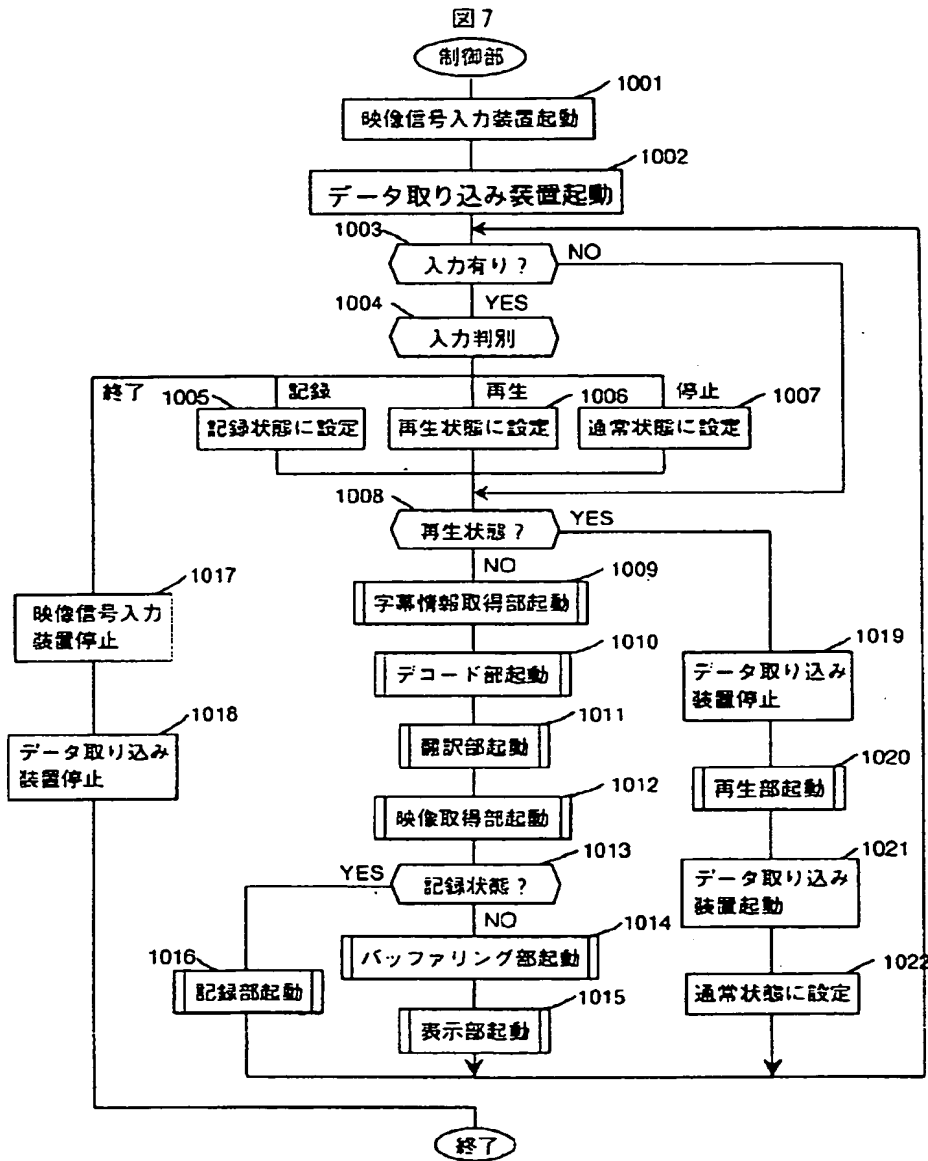 図7
制御部
1001
映像信号入力装置起動
1002
データ取り込み装置起動
1003
入力有り?
NO
YES
1004
入力判別
終了
記録
再生
停止
1005
記録状態に設定
1006
再生状態に設定
1007
通常状態に設定
1008
再生状態?
YES
NO
1009
字幕情報取得部起動
1010
デコード部起動
1011
翻訳部起動
1012
映像取得部起動
1013
記録状態?
YES
NO
1014
バッファリング部起動
1015
表示部起動
1016
記録部起動
1017
映像信号入力
装置停止
1018
データ取り込み
装置停止
1019
データ取り込み
装置停止
1020
再生部起動
1021
データ取り込み
装置起動
1022
通常状態に設定
終了